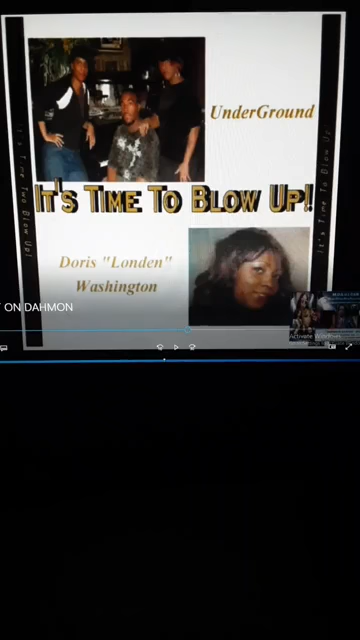 UnderGround
IT'S TIME TO BLOW UP!
Doris "Londen"
Washington
It's Time Two Blow Up!
It's Time To Blow Up!
T ON DAHMON
Activate Windows